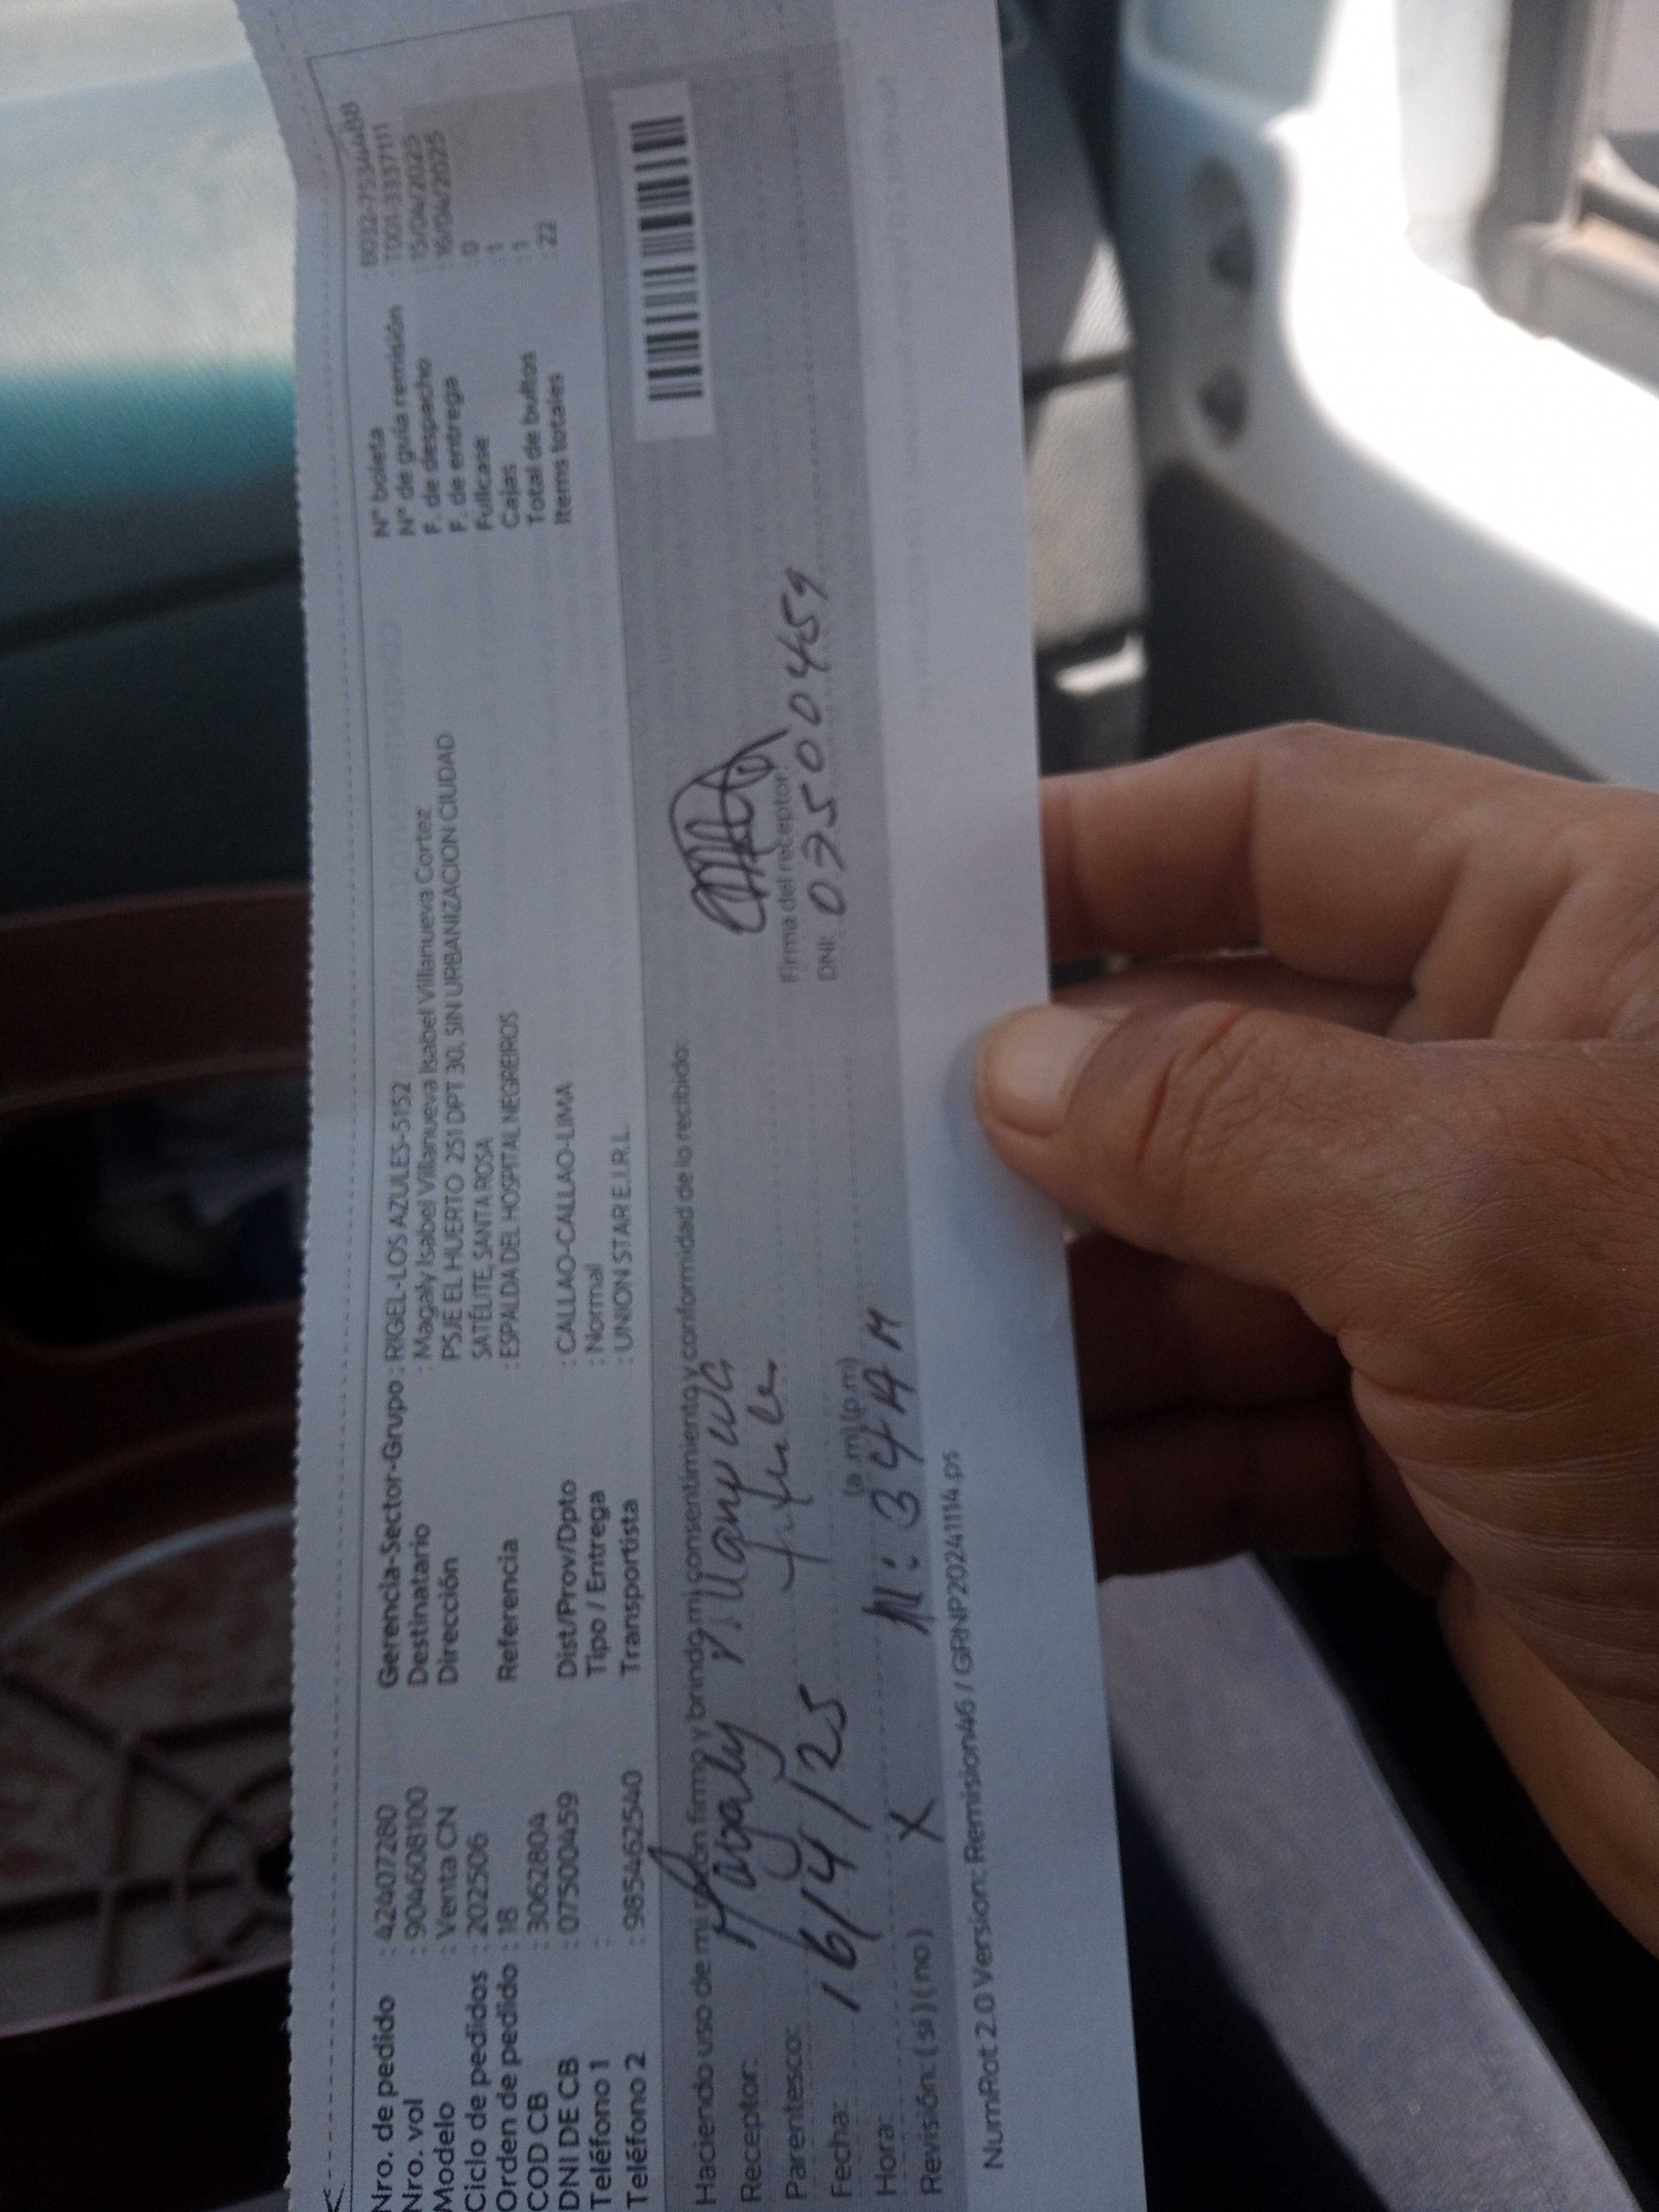 Nro. de pedido : 42407280
Nro. vol : 904608100
Modelo : Venta CN
Ciclo de pedidos : 202506
Orden de pedido : 18
COD CB : 3062804
DNI DE CB : 07500459
Teléfono 1 :
Teléfono 2 : 985462540
Gerencia-Sector-Grupo : RIGEL-LOS AZULES-5152
Destinatario : Magaly Isabel Villanueva Isabel Villanueva Cortez
Dirección PSJE EL HUERTO 251 DPT 30, SIN URBANIZACION CIUDAD
SATÉLITE, SANTA ROSA
Referencia : ESPALDA DEL HOSPITAL NEGREIROS
Dist/Prov/Dpto : CALLAO-CALLAO-LIMA
Tipo / Entrega : Normal
Transportista : UNION STAR E.I.R.L.
N° boleta
N° de guía remisión : T001-3337111
F. de despacho : 15/04/2025
F. de entrega : 16/04/2025
Fullcase : 0
Cajas : 1
Total de bultos : 1
Items totales : 22
Haciendo uso de mi razón firmo y brindo mi consentimiento y conformidad de lo recibido:
Receptor: Magaly Villanueva
Parentesco: titular
Fecha: 16/4/25
Hora: 11:34 AM (a.m)(p.m)
Revisión: (si) (no) X
Firma del receptor
DNI: 07500459
NumRot 2.0 Version: Remision46 / GRNP20241114.ps